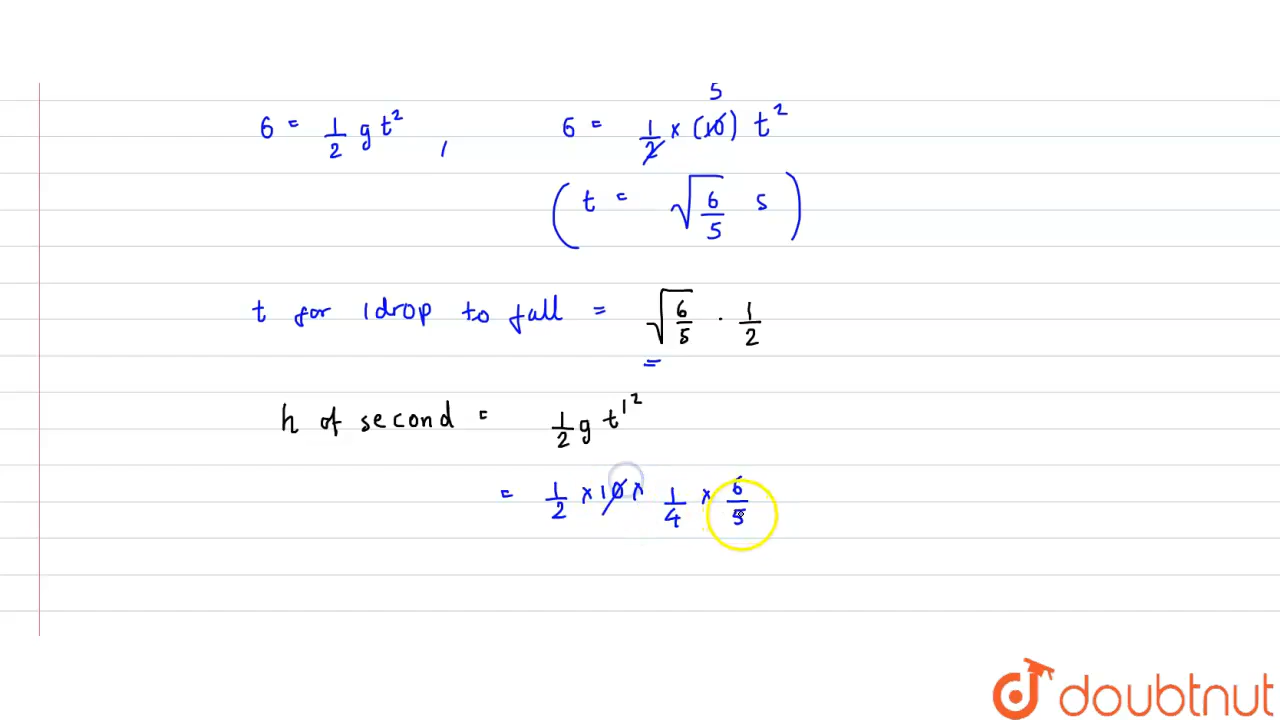 5
6 = 1/2 g t² , 6 = 1/2 × (10) t²
( t = √6/5 s )
t for 1drop to fall = √6/5 · 1/2
=
h of second = 1/2 g t¹²
= 1/2 × 10 × 1/4 × 6/5
doubtnut